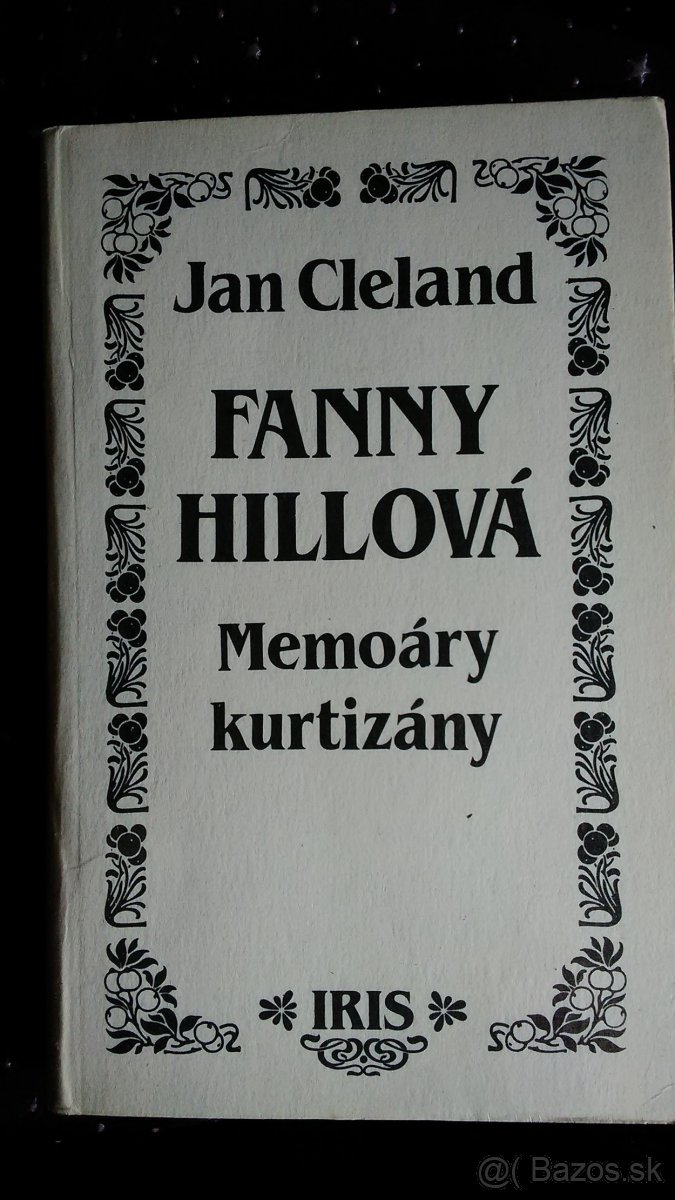 Jan Cleland
FANNY
HILLOVÁ
Memoáry
kurtizány
IRIS
@( Bazos.sk